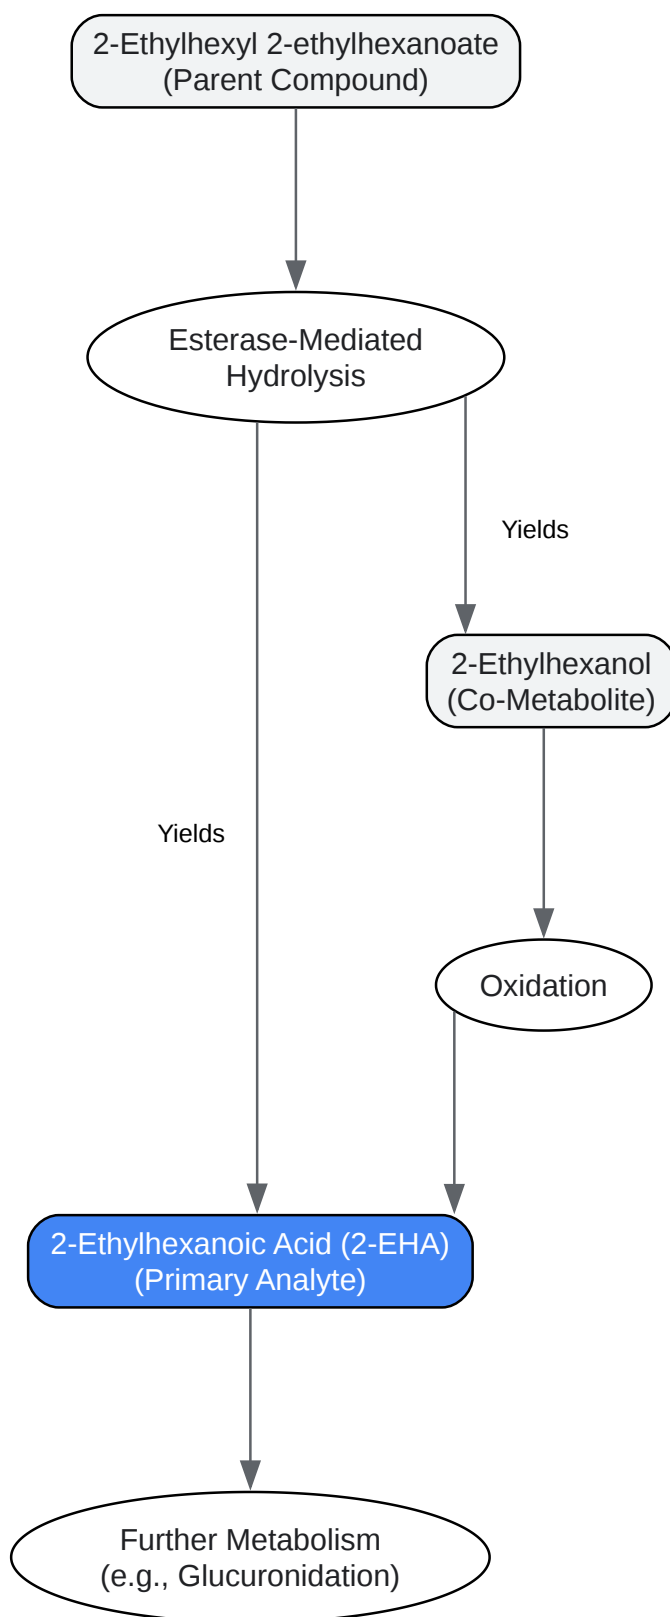 2-Ethylhexyl 2-ethylhexanoate
(Parent Compound)
Esterase-Mediated
Hydrolysis
Yields
2-Ethylhexanol
(Co-Metabolite)
Yields
Oxidation
2-Ethylhexanoic Acid (2-EHA)
(Primary Analyte)
Further Metabolism
(e.g., Glucuronidation)